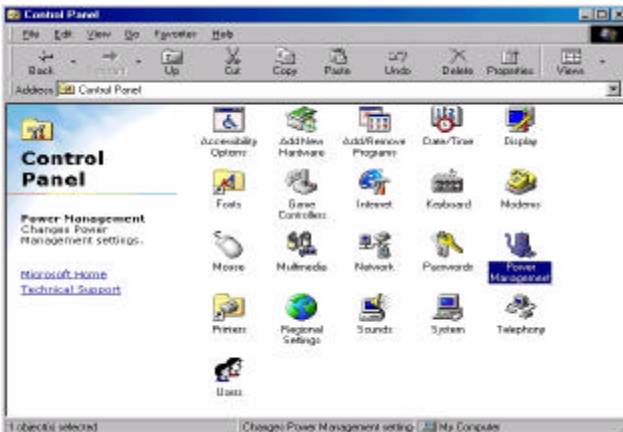 Control Panel
File Edit View Go Favorites Help
Back Forward Up Cut Copy Paste Undo Delete Properties Views
Address Control Panel
Control
Panel
Power Management
Changes Power
Management settings.
Microsoft Home
Technical Support
Accessibility
Options
Add New
Hardware
Add/Remove
Programs
Date/Time
Display
Fonts
Game
Controllers
Internet
Keyboard
Modems
Mouse
Multimedia
Network
Passwords
Power
Management
Printers
Regional
Settings
Sounds
System
Telephony
Users
1 object(s) selected
Changes Power Management setting
My Computer